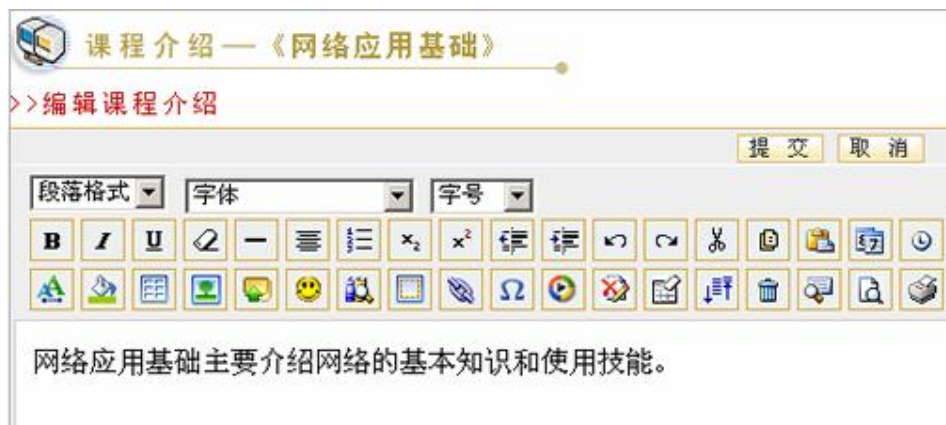 课程介绍—《网络应用基础》
>>编辑课程介绍
提 交 取 消
段落格式 字体 字号
B I U x₂ x² Ω
网络应用基础主要介绍网络的基本知识和使用技能。